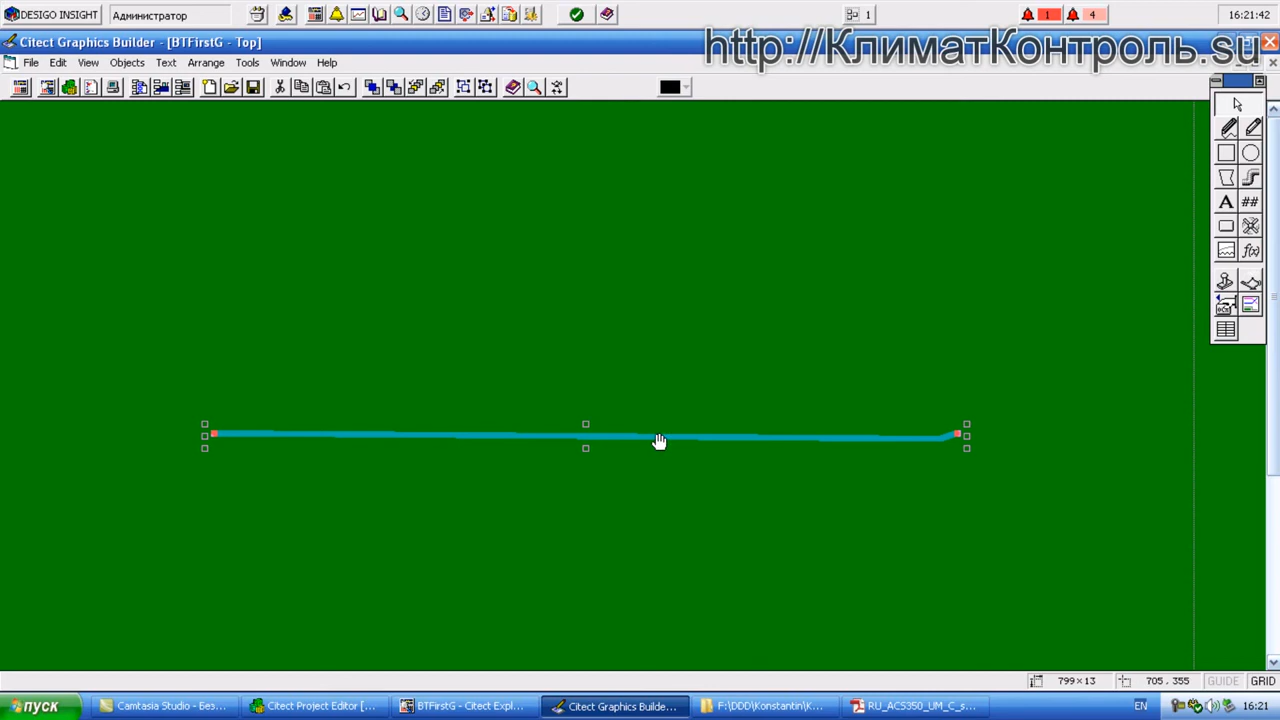 DESIGO INSIGHT Администратор 1 1 4 16:21:42
Citect Graphics Builder - [BTFirstG - Top]
http://КлиматКонтроль.su
File Edit View Objects Text Arrange Tools Window Help
A ##
f(x)
799×13 705 , 355 GUIDE GRID
пуск Camtasia Studio - Без... Citect Project Editor [... BTFirstG - Citect Expl... Citect Graphics Builde... F:\DDD\Konstantin\K... RU_ACS350_UM_C_s... EN 16:21